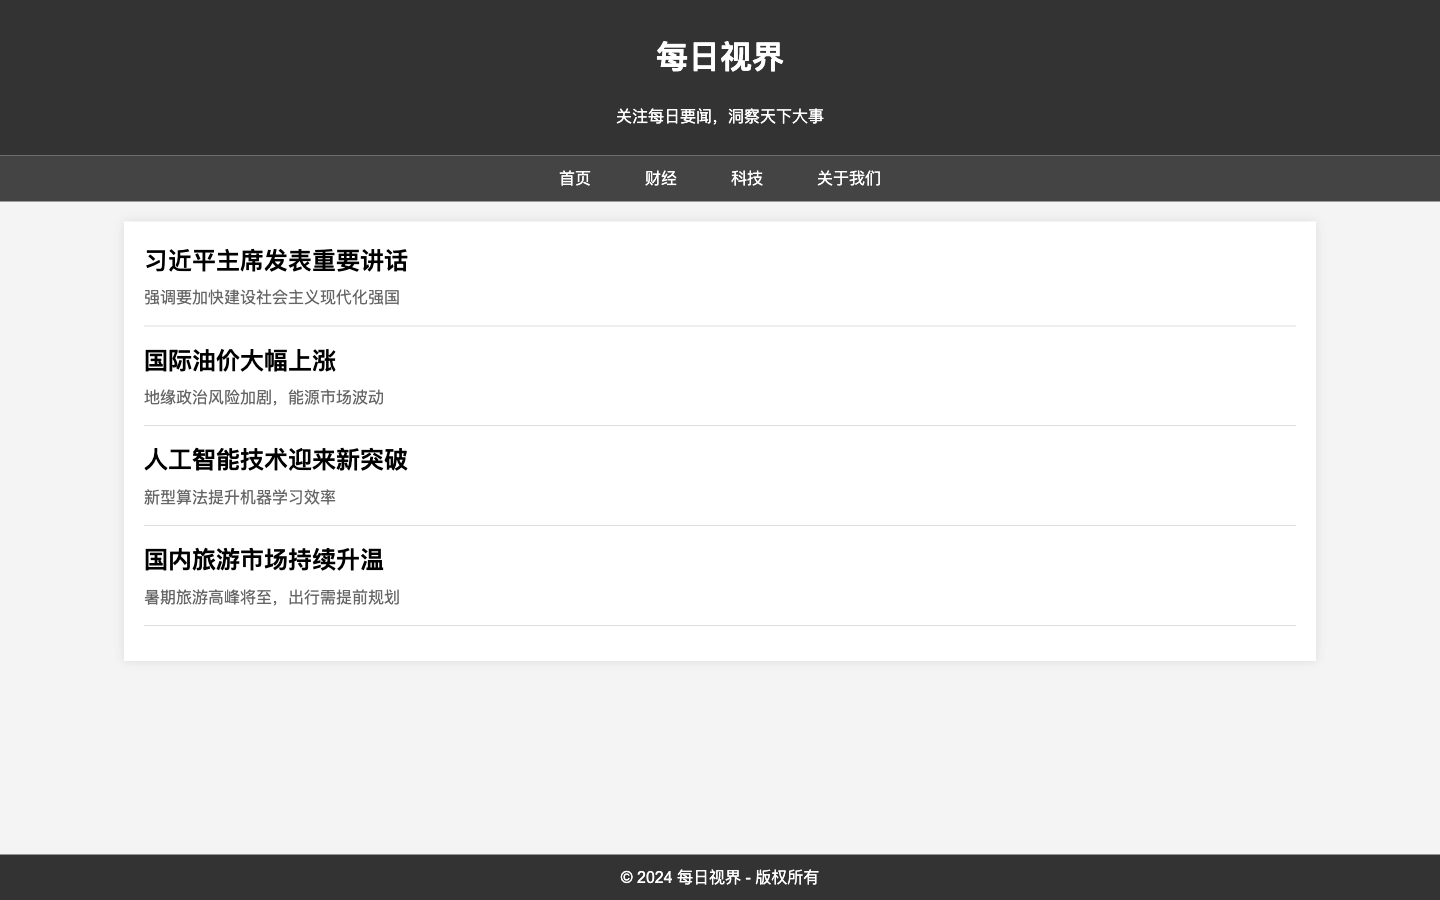 每日视界
关注每日要闻，洞察天下大事
首页 财经 科技 关于我们
习近平主席发表重要讲话
强调要加快建设社会主义现代化强国
国际油价大幅上涨
地缘政治风险加剧，能源市场波动
人工智能技术迎来新突破
新型算法提升机器学习效率
国内旅游市场持续升温
暑期旅游高峰将至，出行需提前规划
© 2024 每日视界 - 版权所有